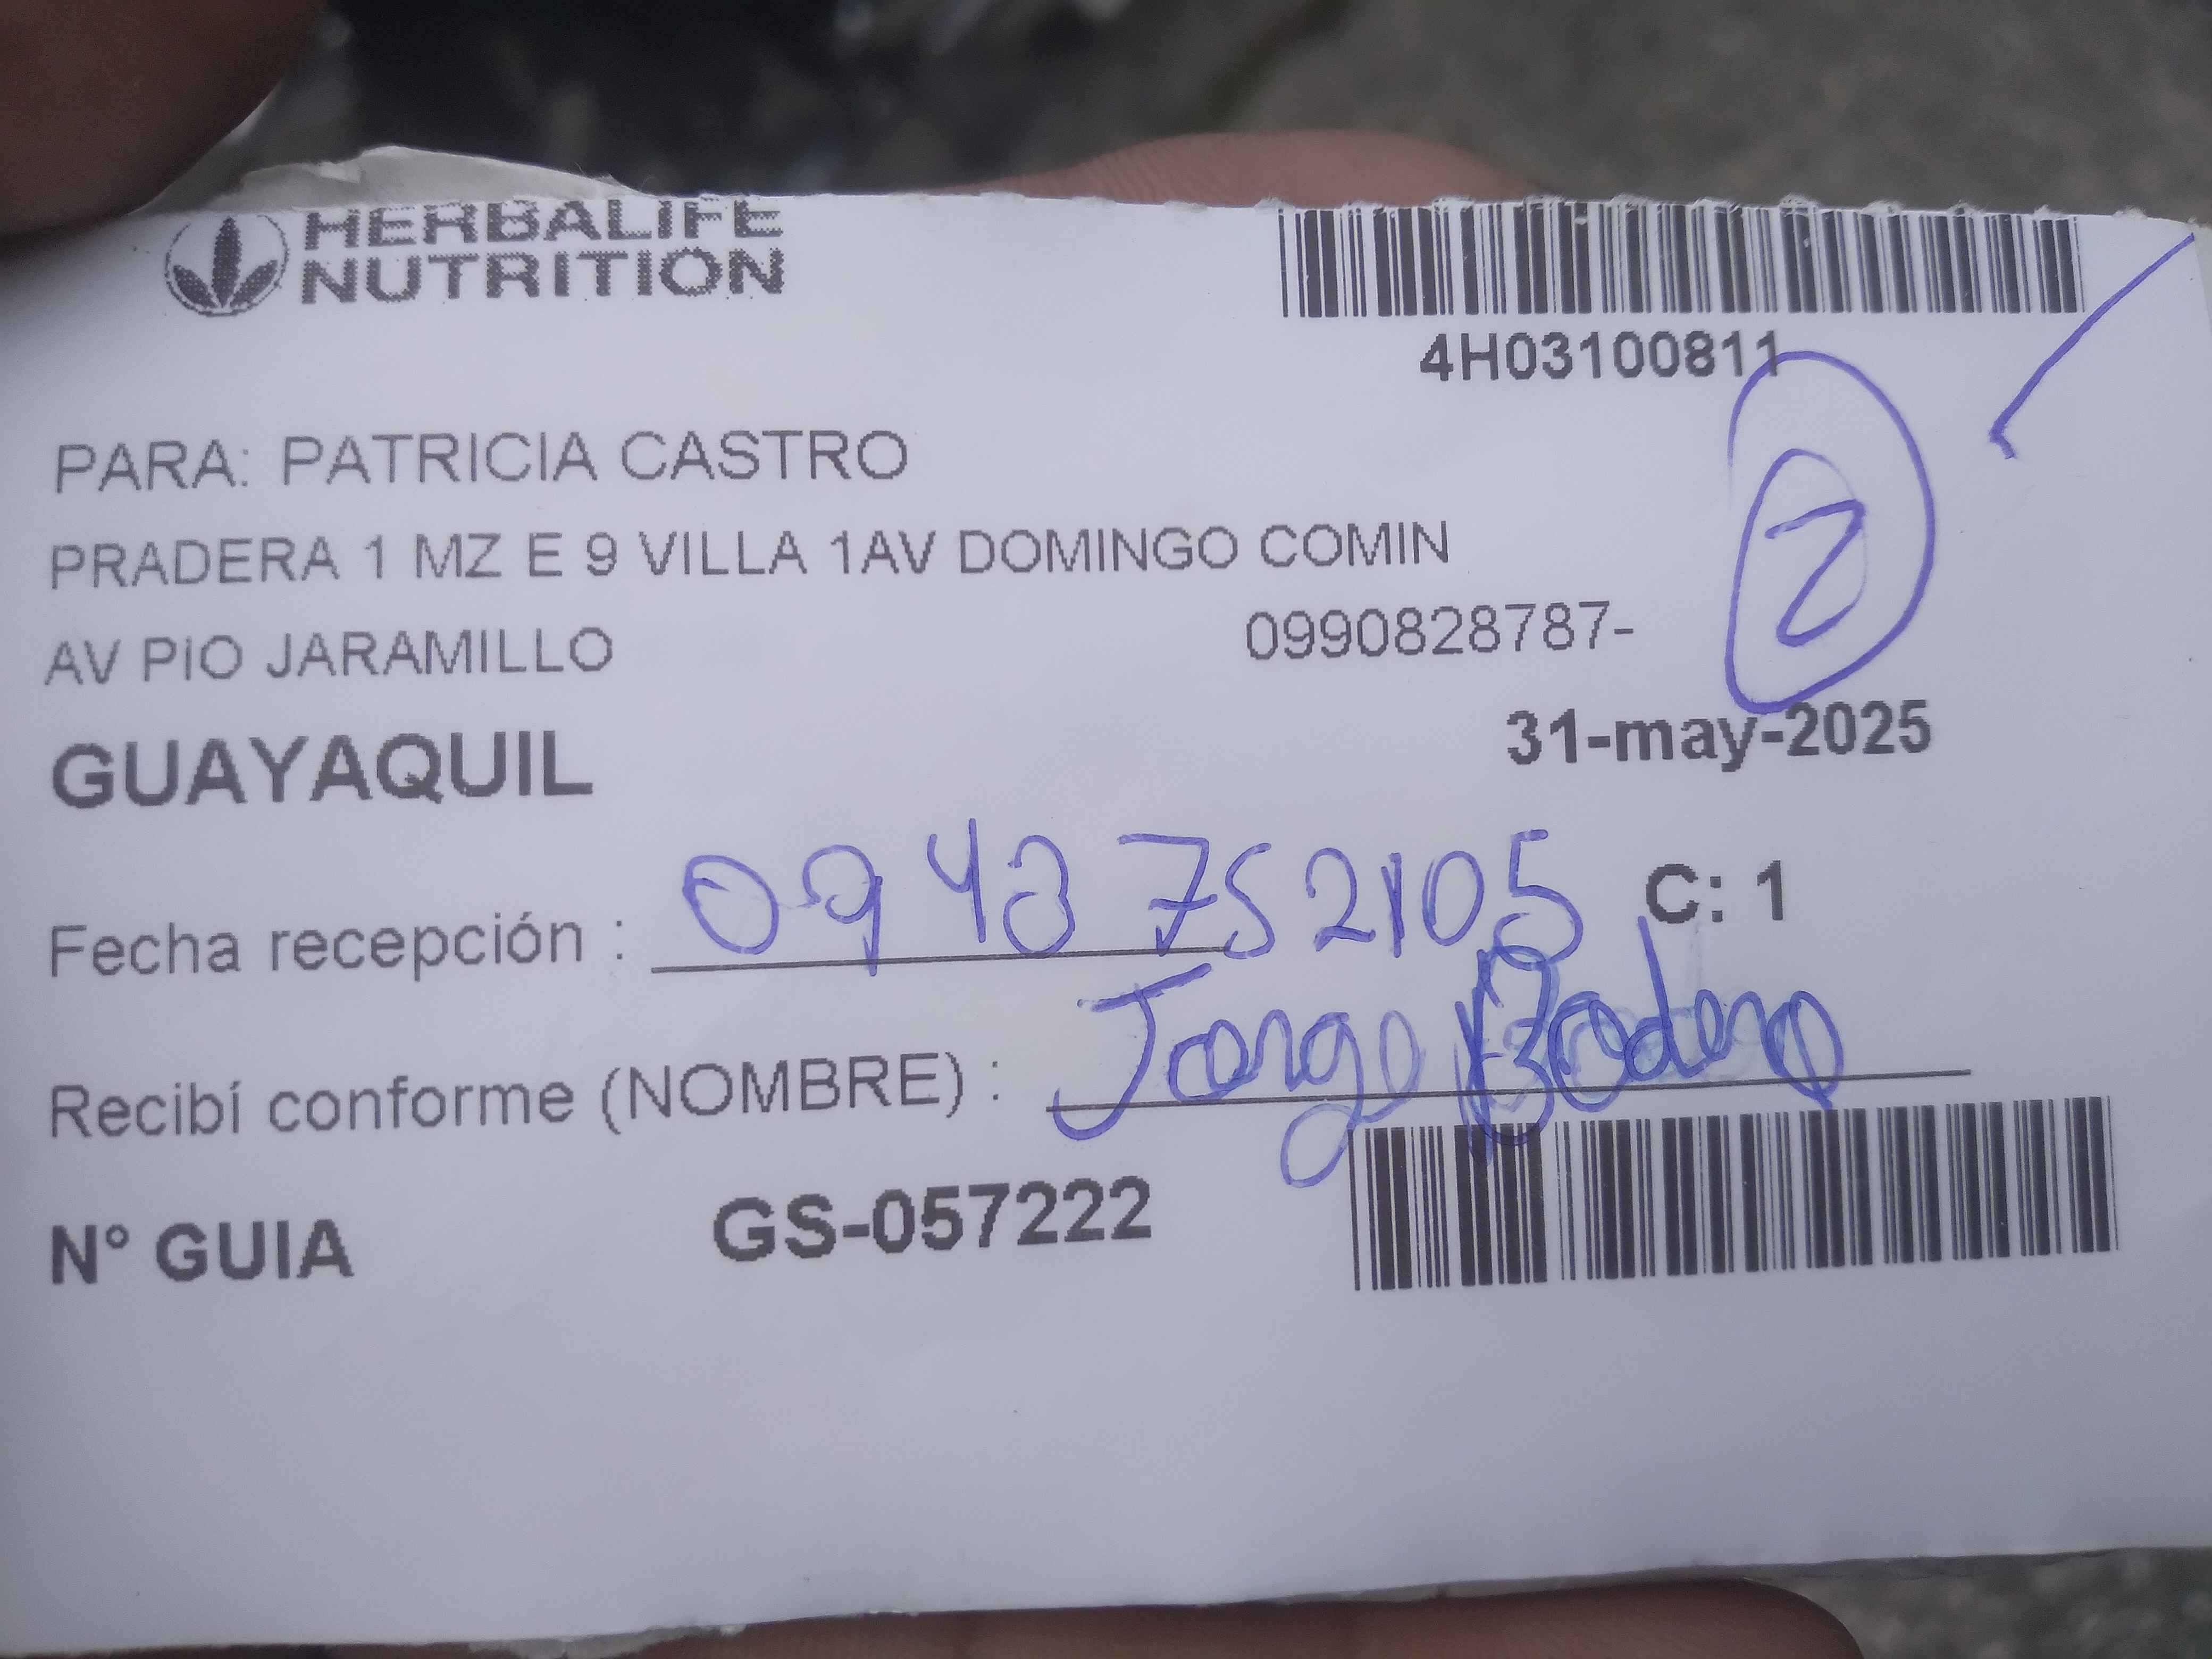 HERBALIFE
NUTRITION
4H03100811
PARA: PATRICIA CASTRO
PRADERA 1 MZ E 9 VILLA 1AV DOMINGO COMIN
AV PIO JARAMILLO 0990828787-
2
GUAYAQUIL 31-may-2025
Fecha recepción : 0943752105 C: 1
Recibí conforme (NOMBRE) : Jorge
N° GUIA GS-057222